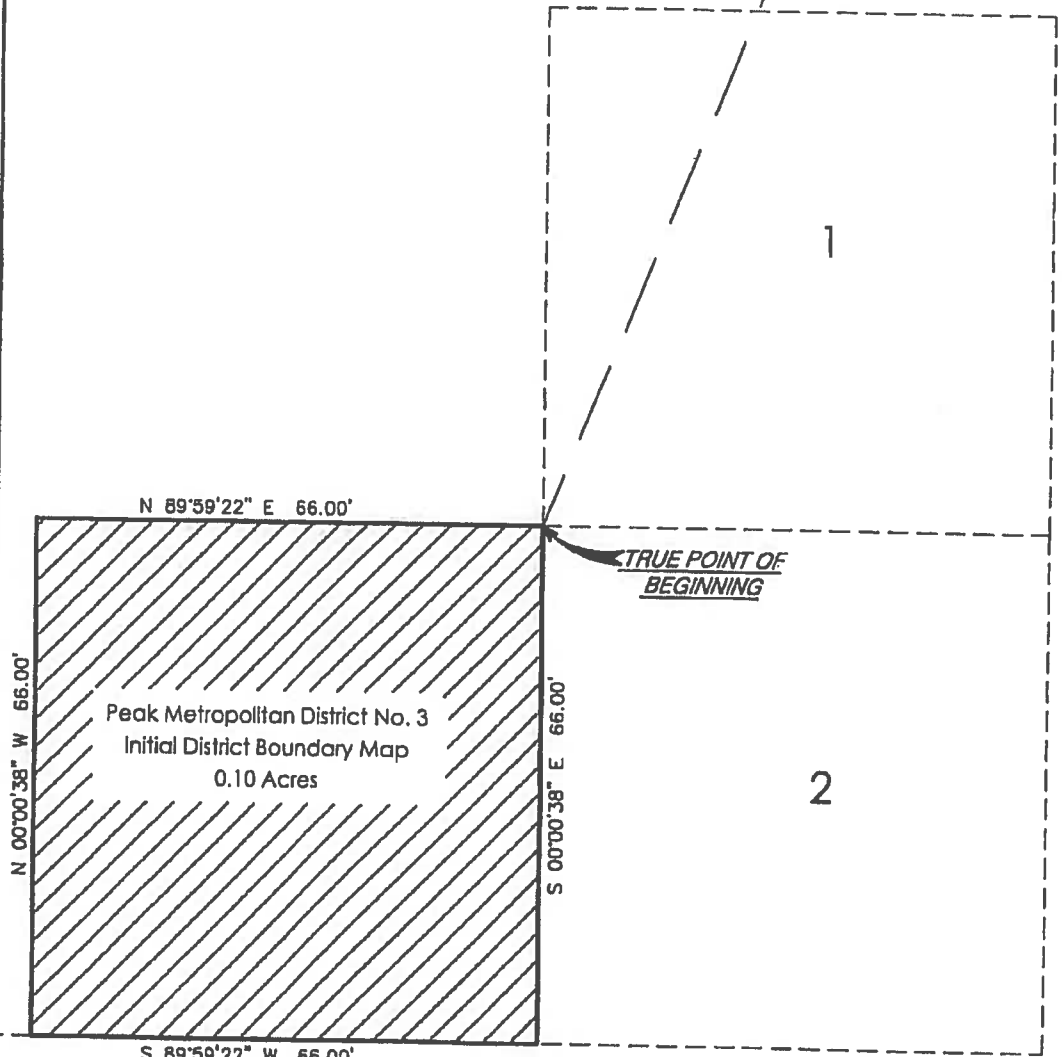 1
N 89°59'22" E 66.00'
TRUE POINT OF
BEGINNING
N 00°00'38" W 66.00'
Peak Metropolitan District No. 3
Initial District Boundary Map
0.10 Acres
S 00°00'38" E 66.00'
2
S 89°59'22" W 66.00'